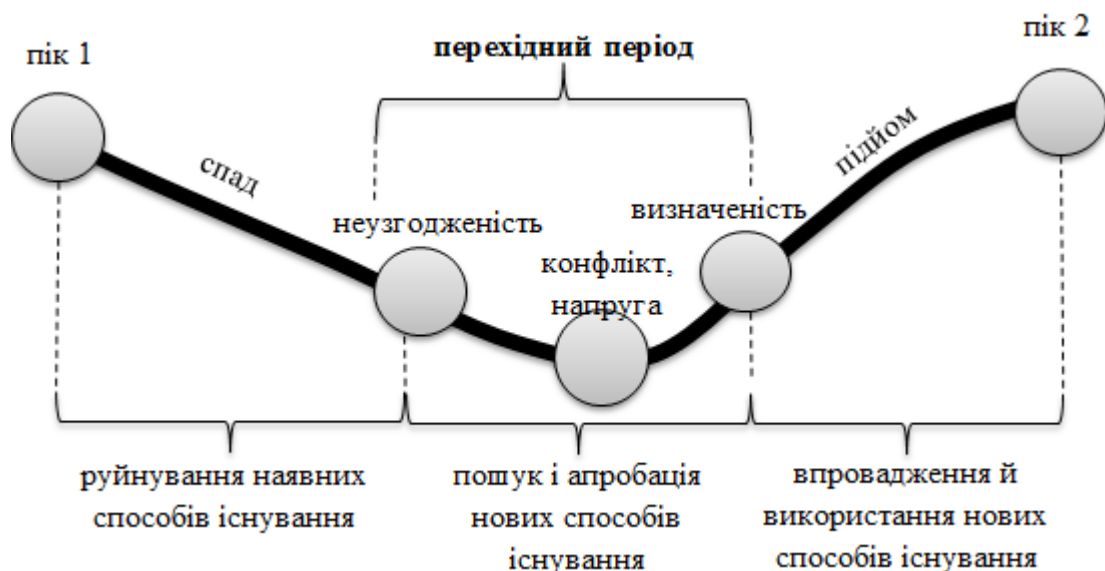 пік 1
перехідний період
пік 2
спад
підйом
неузгодженість
визначеність
конфлікт,
напруга
руйнування наявних
способів існування
пошук і апробація
нових способів
існування
впровадження й
використання нових
способів існування